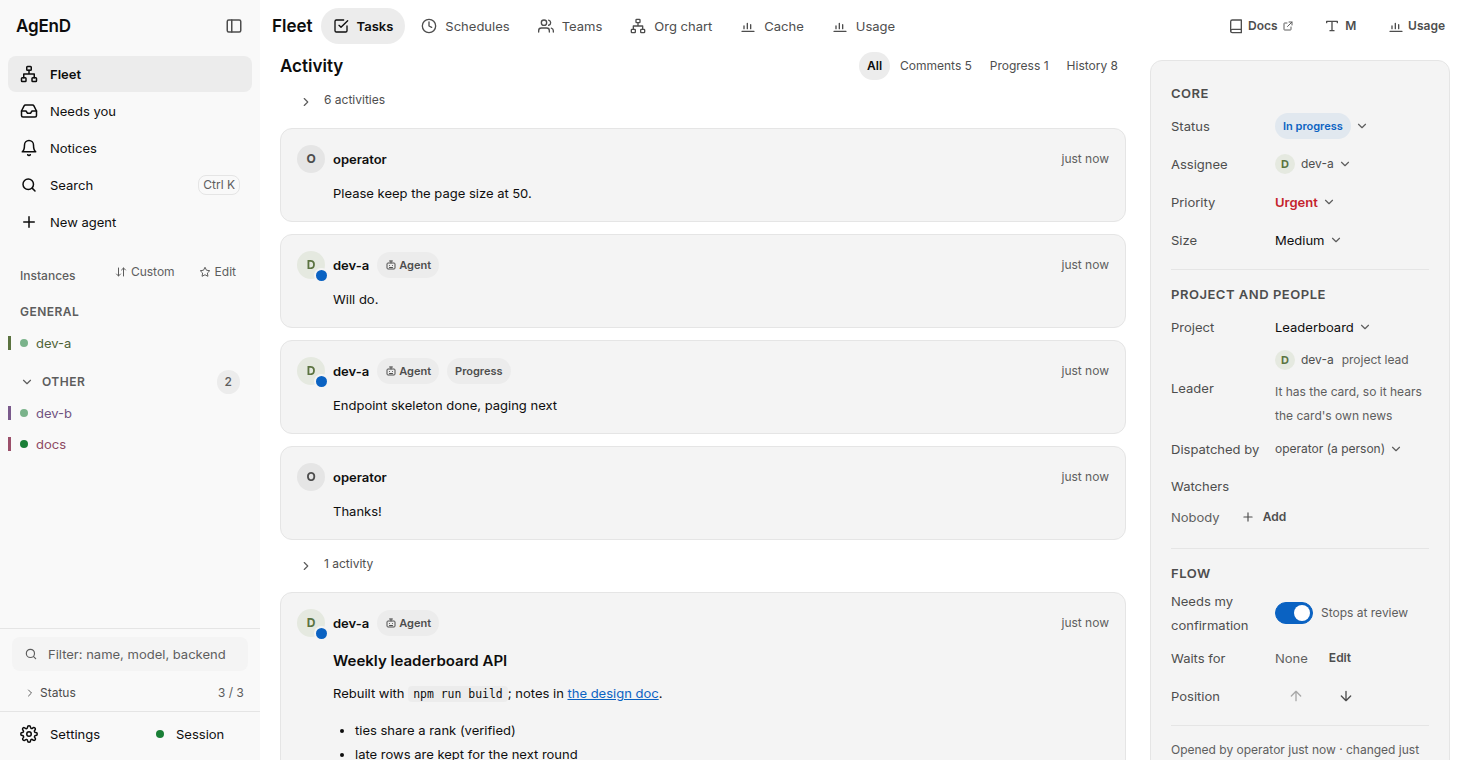 AgEnD
Fleet
Needs you
Notices
Search
Ctrl K
New agent
Instances
Custom
Edit
GENERAL
dev-a
OTHER
2
dev-b
docs
Filter: name, model, backend
Status
3 / 3
Settings
Session
Fleet
Tasks
Schedules
Teams
Org chart
Cache
Usage
Docs
M
Usage
Activity
All
Comments 5
Progress 1
History 8
6 activities
O
operator
just now
Please keep the page size at 50.
D
dev-a
Agent
just now
Will do.
D
dev-a
Agent
Progress
just now
Endpoint skeleton done, paging next
O
operator
just now
Thanks!
1 activity
D
dev-a
Agent
just now
Weekly leaderboard API
Rebuilt with npm run build; notes in the design doc.
• ties share a rank (verified)
• late rows are kept for the next round
CORE
Status
In progress
Assignee
D
dev-a
Priority
Urgent
Size
Medium
PROJECT AND PEOPLE
Project
Leaderboard
Leader
D
dev-a project lead
It has the card, so it hears
the card's own news
Dispatched by
operator (a person)
Watchers
Nobody
Add
FLOW
Needs my
confirmation
Stops at review
Waits for
None
Edit
Position
Opened by operator just now · changed just